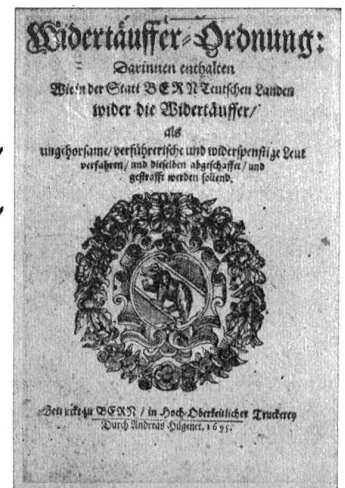 Widertäuffer-Ordnung:
Darinnen enthalten
Wie in der Statt BERN Teutschen Landen
wider die Widertäuffer/
als
ungehorsame/ verführerische und widerspenstige Leut
verfahren/ und dieselben abgeschaffet/ und
gestrafft werden sollend.
Getruckt zu BERN / in Hoch-Oberkeitlicher Truckerey
Durch Andreas Hügenet, 1695.